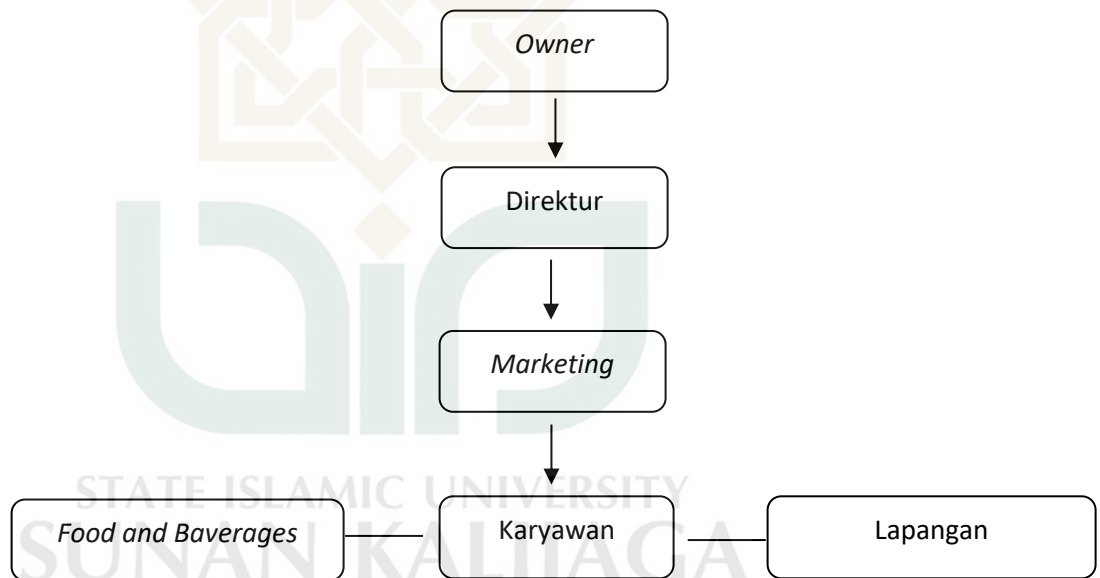 Owner
Direktur
Marketing
STATE ISLAMIC UNIVERSITY
Food and Baverages
Karyawan
Lapangan
SUNAN KALIJAGA